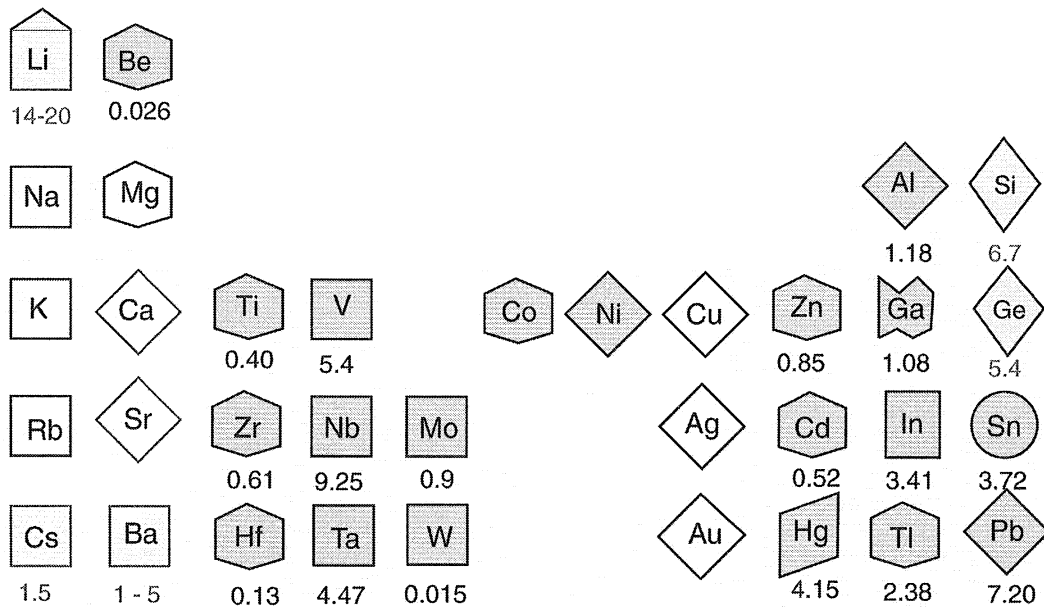 Li Be
14-20 0.026
Na Mg Al Si
1.18 6.7
K Ca Ti V Co Ni Cu Zn Ga Ge
0.40 5.4 0.85 1.08 5.4
Rb Sr Zr Nb Mo Ag Cd In Sn
0.61 9.25 0.9 0.52 3.41 3.72
Cs Ba Hf Ta W Au Hg Tl Pb
1.5 1 - 5 0.13 4.47 0.015 4.15 2.38 7.20